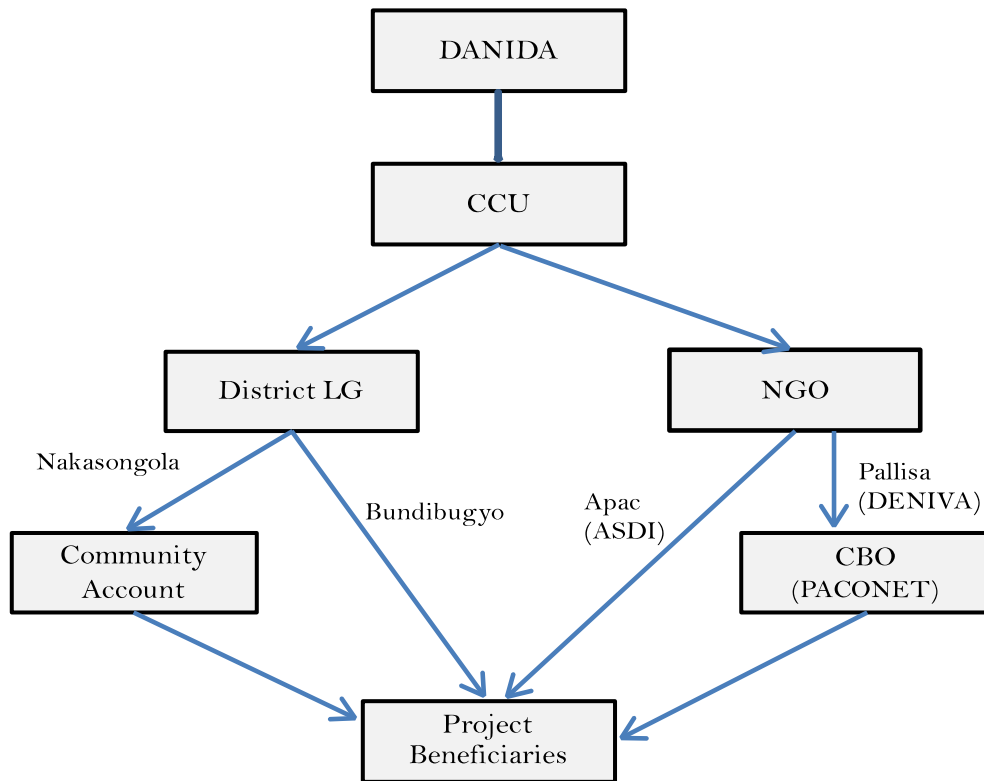 DANIDA
CCU
District LG
NGO
Nakasongola
Bundibugyo
Apac
(ASDI)
Pallisa
(DENIVA)
Community
Account
CBO
(PACONET)
Project
Beneficiaries